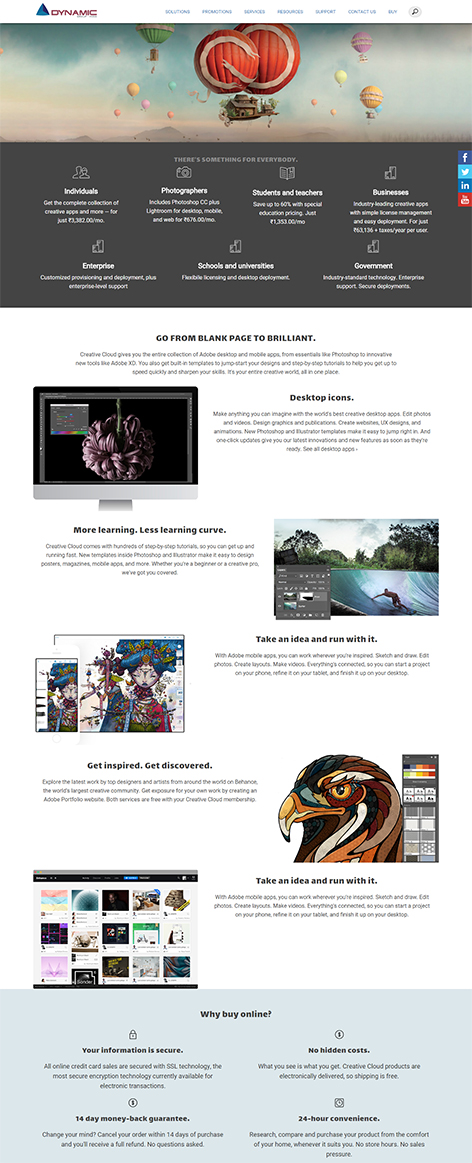 DYNAMIC
SOLUTIONS PROMOTIONS SERVICES RESOURCES SUPPORT CONTACT US BUY
THERE'S SOMETHING FOR EVERYBODY.
Individuals
Get the complete collection of
creative apps and more — for
just ₹3,382.00/mo.
Photographers
Includes Photoshop CC plus
Lightroom for desktop, mobile,
and web for ₹676.00/mo.
Students and teachers
Save up to 60% with special
education pricing. Just
₹1,353.00/mo
Businesses
Industry-leading creative apps
with simple license management
and easy deployment. For just
₹63,136 + taxes/year per user.
Enterprise
Customized provisioning and deployment, plus
enterprise-level support
Schools and universities
Flexibile licensing and desktop deployment.
Government
Industry-standard technology. Enterprise
support. Secure deployments.
You Tube
GO FROM BLANK PAGE TO BRILLIANT.
Creative Cloud gives you the entire collection of Adobe desktop and mobile apps, from essentials like Photoshop to innovative
new tools like Adobe XD. You also get built-in templates to jump-start your designs and step-by-step tutorials to help you get up to
speed quickly and sharpen your skills. It's your entire creative world, all in one place.
Desktop icons.
Make anything you can imagine with the world's best creative desktop apps. Edit photos
and videos. Design graphics and publications. Create websites, UX designs, and
animations. New Photoshop and Illustrator templates make it easy to jump right in. And
one-click updates give you our latest innovations and new features as soon as they're
ready. See all desktop apps ›
More learning. Less learning curve.
Creative Cloud comes with hundreds of step-by-step tutorials, so you can get up and
running fast. New templates inside Photoshop and Illustrator make it easy to design
posters, magazines, mobile apps, and more. Whether you're a beginner or a creative pro,
we've got you covered.
Take an idea and run with it.
With Adobe mobile apps, you can work wherever you're inspired. Sketch and draw. Edit
photos. Create layouts. Make videos. Everything's connected, so you can start a project
on your phone, refine it on your tablet, and finish it up on your desktop.
Get inspired. Get discovered.
Explore the latest work by top designers and artists from around the world on Behance,
the world's largest creative community. Get exposure for your own work by creating an
Adobe Portfolio website. Both services are free with your Creative Cloud membership.
Take an idea and run with it.
With Adobe mobile apps, you can work wherever you're inspired. Sketch and draw. Edit
photos. Create layouts. Make videos. Everything's connected, so you can start a project
on your phone, refine it on your tablet, and finish it up on your desktop.
Blender
Why buy online?
Your information is secure.
All online credit card sales are secured with SSL technology, the
most secure encryption technology currently available for
electronic transactions.
No hidden costs.
What you see is what you get. Creative Cloud products are
electronically delivered, so shipping is free.
14 day money-back guarantee.
Change your mind? Cancel your order within 14 days of purchase
and you'll receive a full refund. No questions asked.
24-hour convenience.
Research, compare and purchase your product from the comfort
of your home, whenever it suits you. No store hours. No sales
pressure.